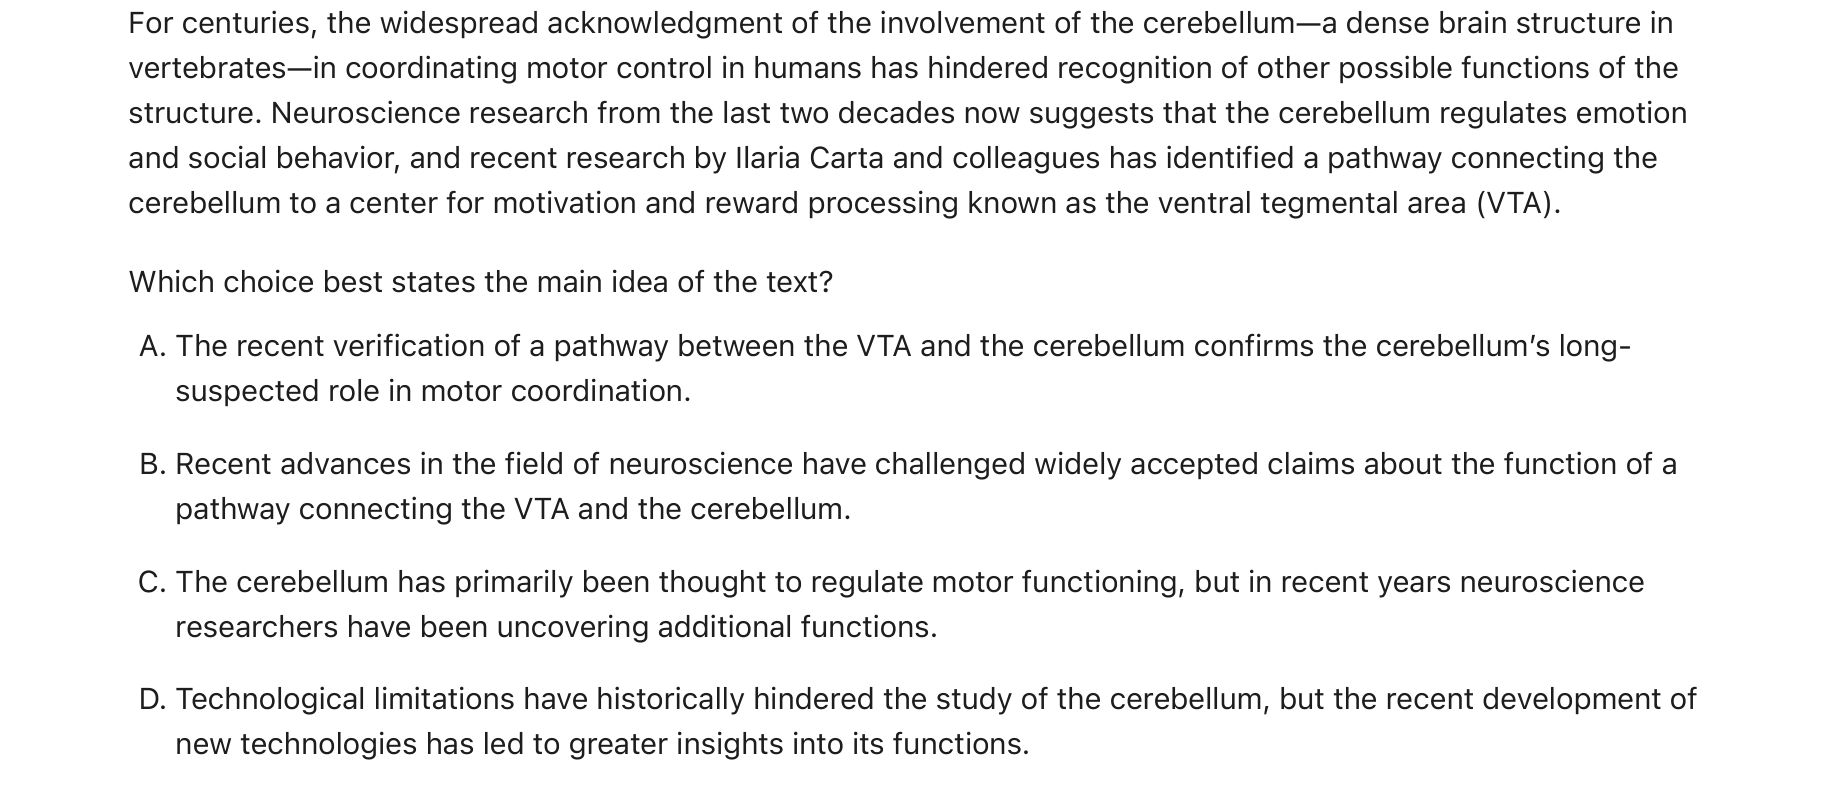 For centuries, the widespread acknowledgment of the involvement of the cerebellum—a dense brain structure in
vertebrates—in coordinating motor control in humans has hindered recognition of other possible functions of the
structure. Neuroscience research from the last two decades now suggests that the cerebellum regulates emotion
and social behavior, and recent research by Ilaria Carta and colleagues has identified a pathway connecting the
cerebellum to a center for motivation and reward processing known as the ventral tegmental area (VTA).
Which choice best states the main idea of the text?
A. The recent verification of a pathway between the VTA and the cerebellum confirms the cerebellum’s long-
suspected role in motor coordination.
B. Recent advances in the field of neuroscience have challenged widely accepted claims about the function of a
pathway connecting the VTA and the cerebellum.
C. The cerebellum has primarily been thought to regulate motor functioning, but in recent years neuroscience
researchers have been uncovering additional functions.
D. Technological limitations have historically hindered the study of the cerebellum, but the recent development of
new technologies has led to greater insights into its functions.